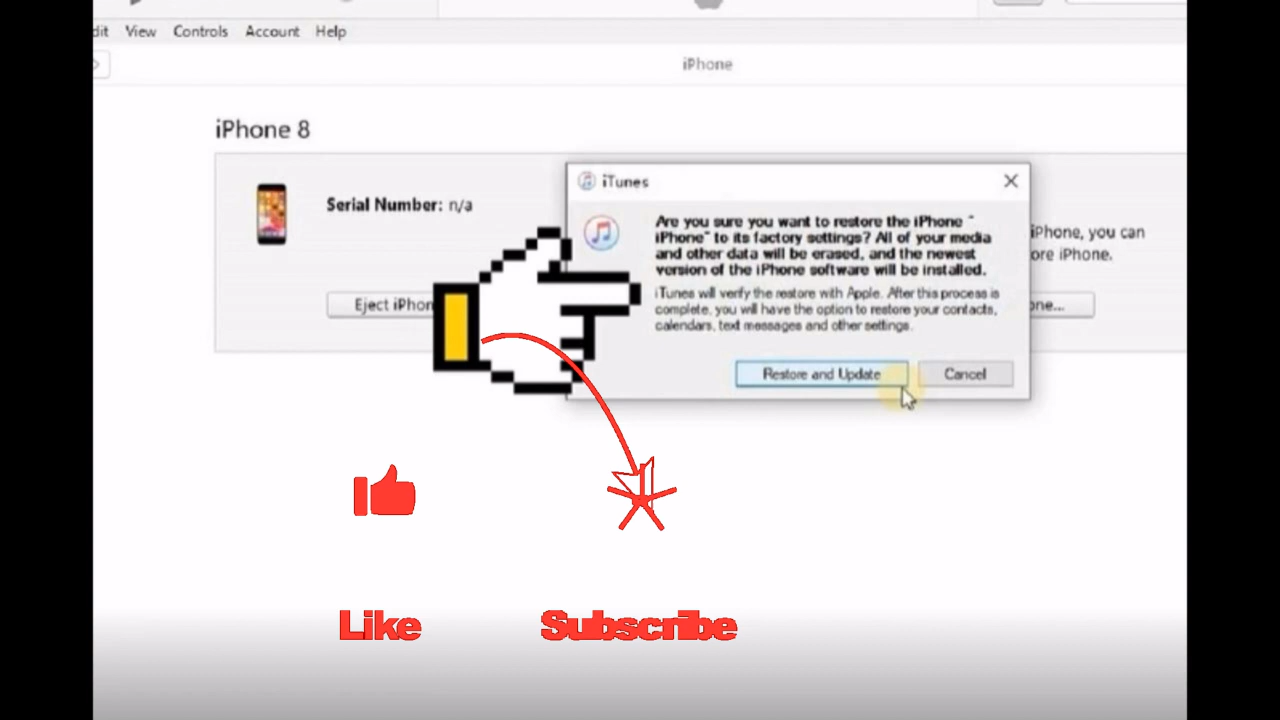 dit View Controls Account Help
iPhone
iPhone 8
Serial Number: n/a
Eject iPhon
iTunes
Are you sure you want to restore the iPhone "
iPhone" to its factory settings? All of your media
and other data will be erased, and the newest
version of the iPhone software will be installed.
iTunes will verify the restore with Apple. After this process is
complete, you will have the option to restore your contacts,
calendars, text messages and other settings.
Restore and Update Cancel
iPhone, you can
ore iPhone.
one...
Like Subscribe